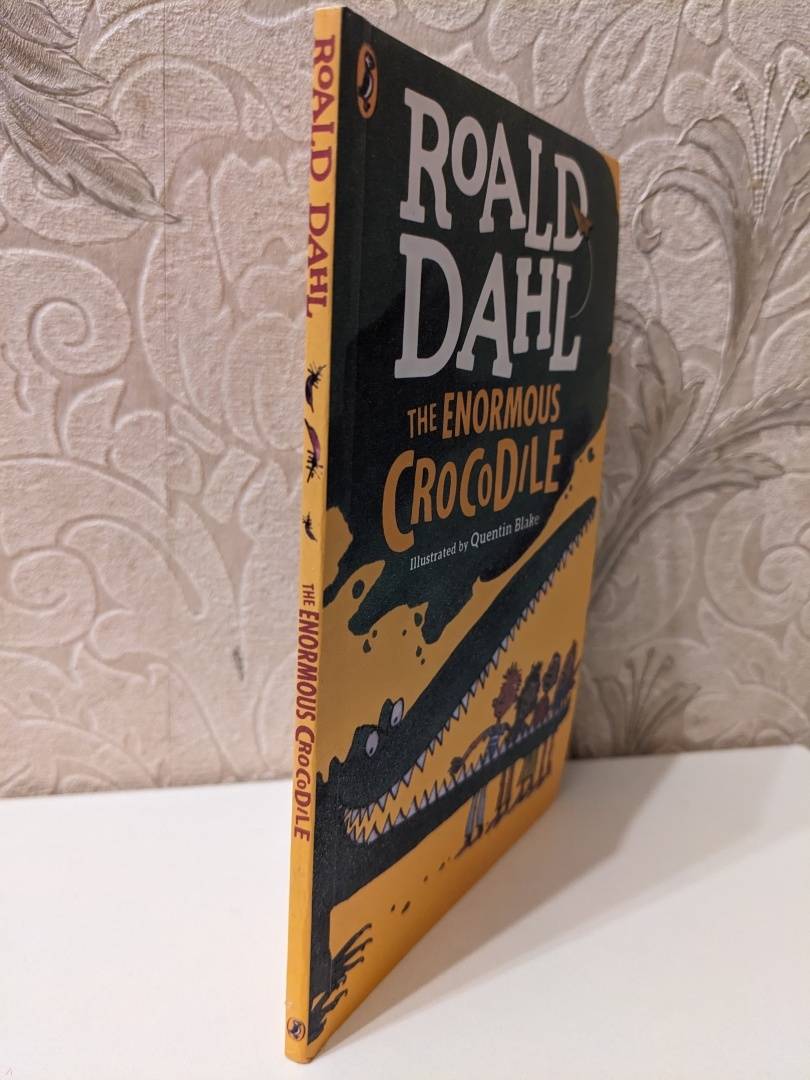 ROALD DAHL
THE ENORMOUS CROCODILE
ROALD
DAHL
THE ENORMOUS
CROCODILE
Illustrated by Quentin Blake